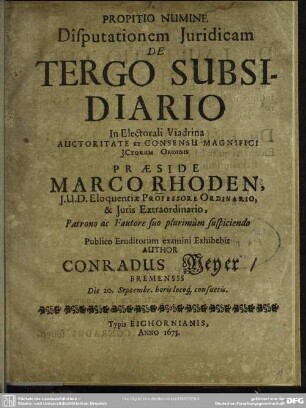 PROPITIO NUMINE
Disputationem Juridicam
DE
TERGO SUBSI-
DIARIO
In Electorali Viadrina
AUCTORITATE ET CONSENSU MAGNIFICI
JCTORUM ORDINIS
PRÆSIDE
MARCO RHODEN,
J.U.D. Eloquentiæ PROFESSORE ORDINARIO,
& Juris Extraordinario,
Patrono ac Fautore suo plurimùm suspiciendo
Publico Eruditorum examini Exhibebit
AUTHOR
CONRADUS Meyer/
BREMENSIS
Die 20. Septembr. horis locoq; consuetis.
Typis EICHORNIANIS,
ANNO 1673.